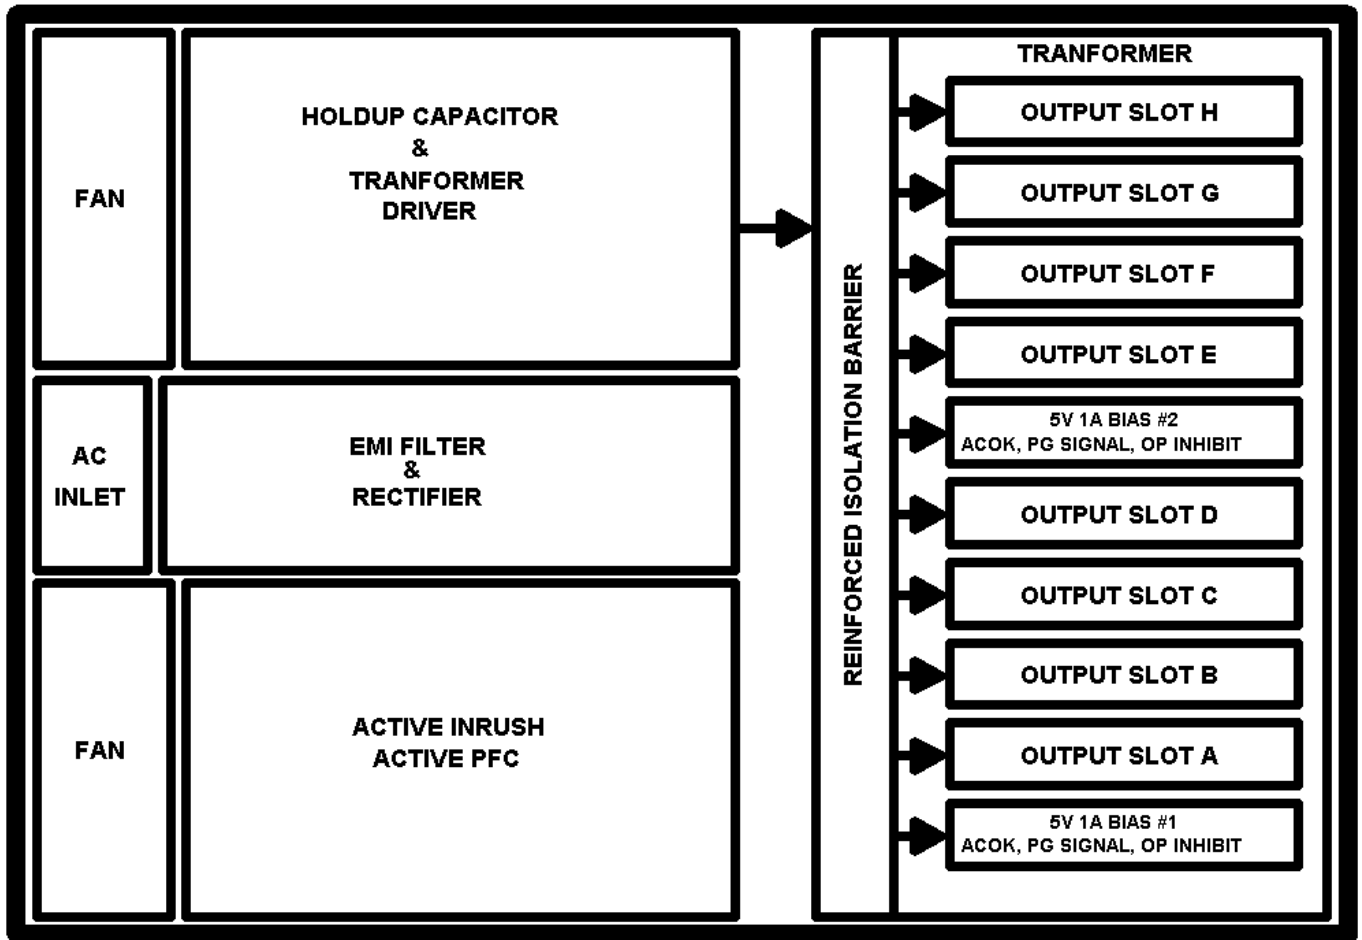 FAN
HOLDUP CAPACITOR
&
TRANFORMER
DRIVER
AC
INLET
EMI FILTER
&
RECTIFIER
FAN
ACTIVE INRUSH
ACTIVE PFC
REINFORCED ISOLATION BARRIER
TRANFORMER
OUTPUT SLOT H
OUTPUT SLOT G
OUTPUT SLOT F
OUTPUT SLOT E
5V 1A BIAS #2
ACOK, PG SIGNAL, OP INHIBIT
OUTPUT SLOT D
OUTPUT SLOT C
OUTPUT SLOT B
OUTPUT SLOT A
5V 1A BIAS #1
ACOK, PG SIGNAL, OP INHIBIT